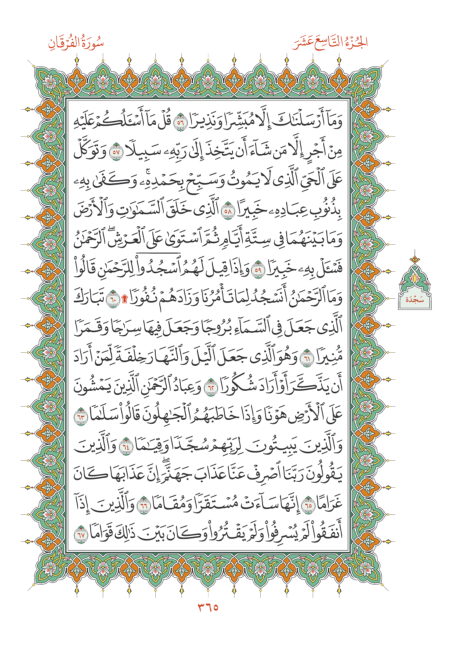 الجُزْءُ التَّاسِعَ عَشَرَ
سُورَةُ الفُرْقَانِ
وَمَآ أَرْسَلْنَٰكَ إِلَّا مُبَشِّرًا وَنَذِيرًا ٥٦ قُلْ مَآ أَسْـَٔلُكُمْ عَلَيْهِ
مِنْ أَجْرٍ إِلَّا مَن شَآءَ أَن يَتَّخِذَ إِلَىٰ رَبِّهِۦ سَبِيلًا ٥٧ وَتَوَكَّلْ
عَلَى ٱلْحَىِّ ٱلَّذِى لَا يَمُوتُ وَسَبِّحْ بِحَمْدِهِۦۚ وَكَفَىٰ بِهِۦ
بِذُنُوبِ عِبَادِهِۦ خَبِيرًا ٥٨ ٱلَّذِى خَلَقَ ٱلسَّمَٰوَٰتِ وَٱلْأَرْضَ
وَمَا بَيْنَهُمَا فِى سِتَّةِ أَيَّامٍ ثُمَّ ٱسْتَوَىٰ عَلَى ٱلْعَرْشِۚ ٱلرَّحْمَٰنُ
فَسْـَٔلْ بِهِۦ خَبِيرًا ٥٩ وَإِذَا قِيلَ لَهُمُ ٱسْجُدُوا۟ لِلرَّحْمَٰنِ قَالُوا۟
وَمَا ٱلرَّحْمَٰنُ أَنَسْجُدُ لِمَا تَأْمُرُنَا وَزَادَهُمْ نُفُورًا ۩ ٦٠ تَبَارَكَ
ٱلَّذِى جَعَلَ فِى ٱلسَّمَآءِ بُرُوجًا وَجَعَلَ فِيهَا سِرَٰجًا وَقَمَرًا
مُّنِيرًا ٦١ وَهُوَ ٱلَّذِى جَعَلَ ٱلَّيْلَ وَٱلنَّهَارَ خِلْفَةً لِّمَنْ أَرَادَ
أَن يَذَّكَّرَ أَوْ أَرَادَ شُكُورًا ٦٢ وَعِبَادُ ٱلرَّحْمَٰنِ ٱلَّذِينَ يَمْشُونَ
عَلَى ٱلْأَرْضِ هَوْنًا وَإِذَا خَاطَبَهُمُ ٱلْجَٰهِلُونَ قَالُوا۟ سَلَٰمًا ٦٣
وَٱلَّذِينَ يَبِيتُونَ لِرَبِّهِمْ سُجَّدًا وَقِيَٰمًا ٦٤ وَٱلَّذِينَ
يَقُولُونَ رَبَّنَا ٱصْرِفْ عَنَّا عَذَابَ جَهَنَّمَۖ إِنَّ عَذَابَهَا كَانَ
غَرَامًا ٦٥ إِنَّهَا سَآءَتْ مُسْتَقَرًّا وَمُقَامًا ٦٦ وَٱلَّذِينَ إِذَآ
أَنفَقُوا۟ لَمْ يُسْرِفُوا۟ وَلَمْ يَقْتُرُوا۟ وَكَانَ بَيْنَ ذَٰلِكَ قَوَامًا ٦٧
سَجْدَة
٣٦٥